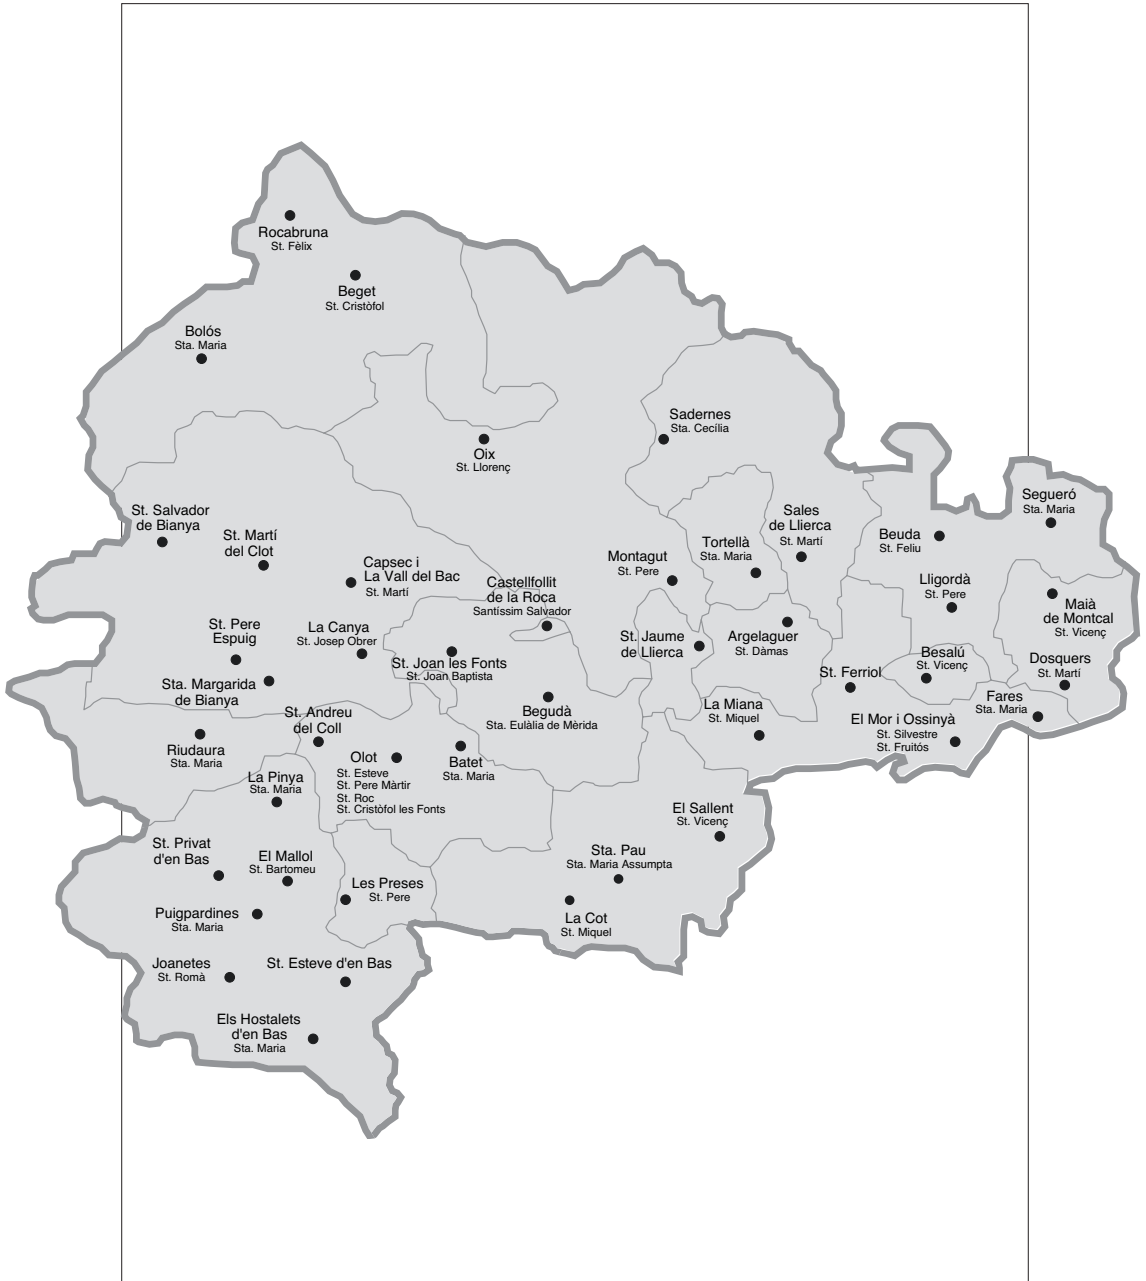 Rocabruna
St. Fèlix
Beget
St. Cristòfol
Bolós
Sta. Maria
Sadernes
Sta. Cecília
Oix
St. Llorenç
Segueró
Sta. Maria
St. Salvador
de Bianya
St. Martí
del Clot
Sales
de Llierca
St. Martí
Beuda
St. Feliu
Tortellà
Sta. Maria
Montagut
St. Pere
Capsec i
La Vall del Bac
St. Martí
Castellfollit
de la Roca
Santíssim Salvador
Lligordà
St. Pere
Maià
de Montcal
St. Vicenç
St. Pere
Espuig
La Canya
St. Josep Obrer
St. Jaume
de Llierca
Argelaguer
St. Dàmas
St. Joan les Fonts
St. Joan Baptista
Besalú
St. Vicenç
Dosquers
St. Martí
St. Ferriol
Sta. Margarida
de Bianya
Fares
Sta. Maria
La Miana
St. Miquel
Begudà
Sta. Eulàlia de Mèrida
St. Andreu
del Coll
El Mor i Ossinyà
St. Silvestre
St. Fruitós
Riudaura
Sta. Maria
Olot
St. Esteve
St. Pere Màrtir
St. Roc
St. Cristòfol les Fonts
Batet
Sta. Maria
La Pinya
Sta. Maria
El Sallent
St. Vicenç
St. Privat
d'en Bas
El Mallol
St. Bartomeu
Sta. Pau
Sta. Maria Assumpta
Les Preses
St. Pere
Puigpardines
Sta. Maria
La Cot
St. Miquel
Joanetes
St. Romà
St. Esteve d'en Bas
Els Hostalets
d'en Bas
Sta. Maria